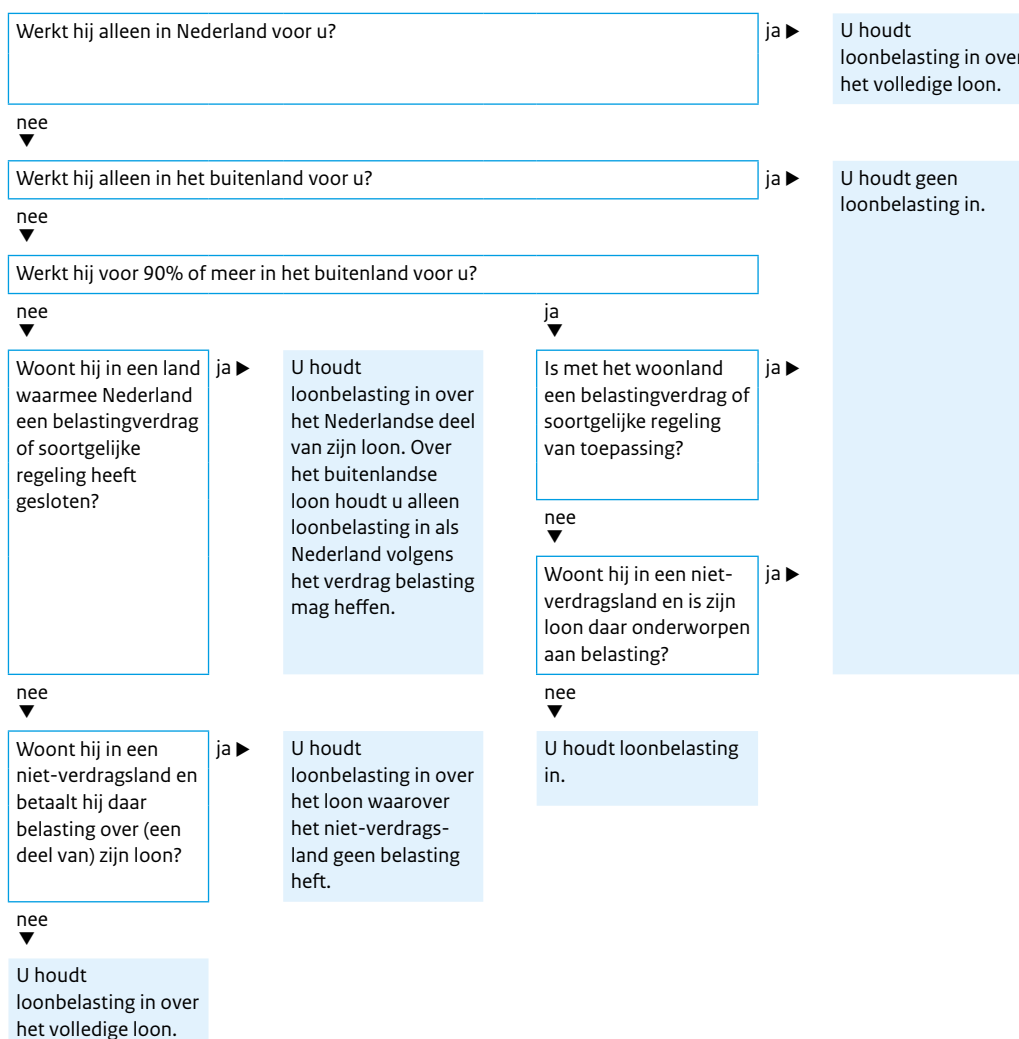 Werkt hij alleen in Nederland voor u?
ja ▶
U houdt
loonbelasting in over
het volledige loon.
nee
▼
Werkt hij alleen in het buitenland voor u?
ja ▶
U houdt geen
loonbelasting in.
nee
▼
Werkt hij voor 90% of meer in het buitenland voor u?
nee
▼
ja
▼
Woont hij in een land
waarmee Nederland
een belastingverdrag
of soortgelijke
regeling heeft
gesloten?
ja ▶
U houdt
loonbelasting in over
het Nederlandse deel
van zijn loon. Over
het buitenlandse
loon houdt u alleen
loonbelasting in als
Nederland volgens
het verdrag belasting
mag heffen.
Is met het woonland
een belastingverdrag of
soortgelijke regeling
van toepassing?
ja ▶
nee
▼
Woont hij in een niet-
verdragsland en is zijn
loon daar onderworpen
aan belasting?
ja ▶
nee
▼
nee
▼
Woont hij in een
niet-verdragsland en
betaalt hij daar
belasting over (een
deel van) zijn loon?
ja ▶
U houdt
loonbelasting in over
het loon waarover
het niet-verdrags-
land geen belasting
heft.
U houdt loonbelasting
in.
nee
▼
U houdt
loonbelasting in over
het volledige loon.